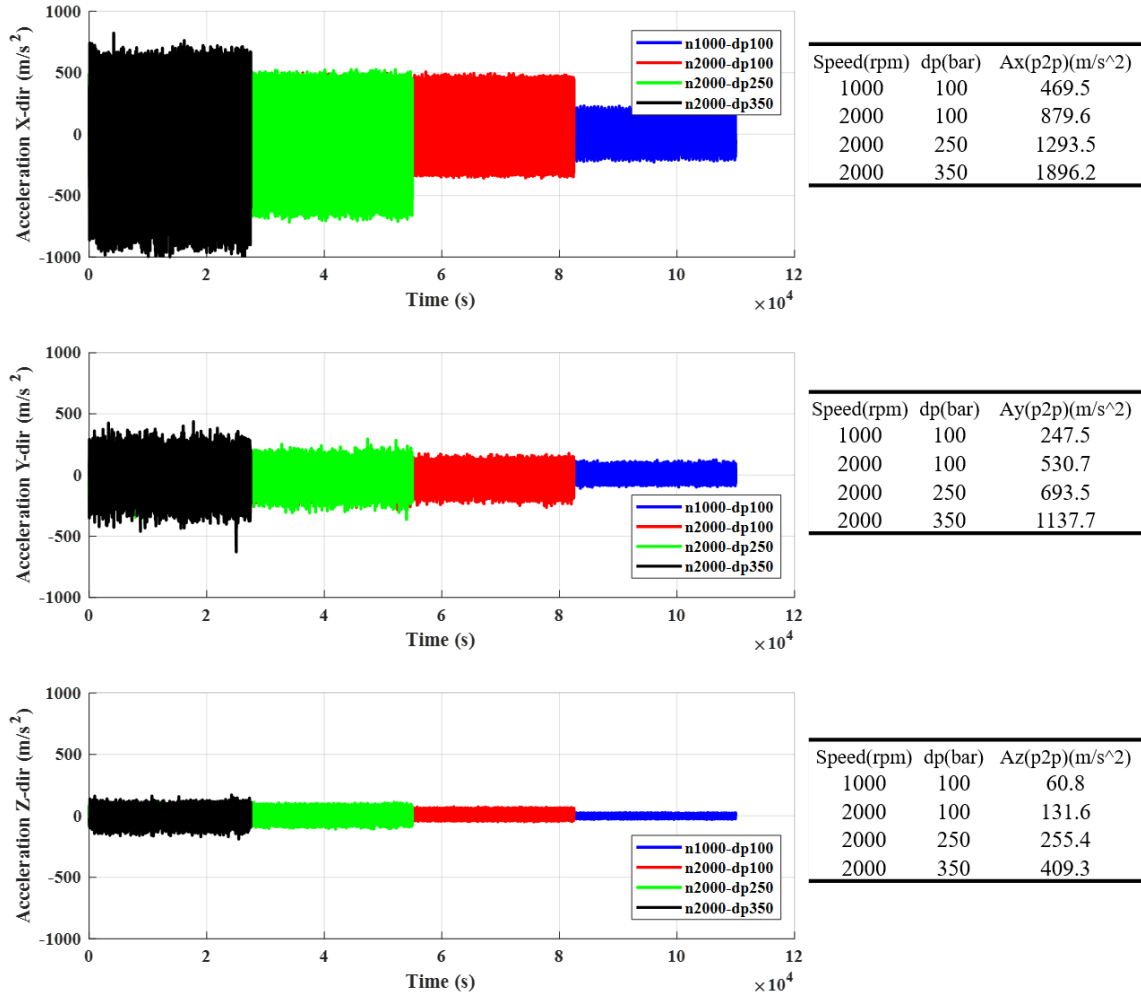 Acceleration X-dir (m/s^2)
1000
500
0
-500
-1000
n1000-dp100
n2000-dp100
n2000-dp250
n2000-dp350
0 2 4 6 8 10 12
Time (s)
×10^4
Speed(rpm) dp(bar) Ax(p2p)(m/s^2)
1000 100 469.5
2000 100 879.6
2000 250 1293.5
2000 350 1896.2
Acceleration Y-dir (m/s^2)
1000
500
0
-500
-1000
n1000-dp100
n2000-dp100
n2000-dp250
n2000-dp350
0 2 4 6 8 10 12
Time (s)
×10^4
Speed(rpm) dp(bar) Ay(p2p)(m/s^2)
1000 100 247.5
2000 100 530.7
2000 250 693.5
2000 350 1137.7
Acceleration Z-dir (m/s^2)
1000
500
0
-500
-1000
n1000-dp100
n2000-dp100
n2000-dp250
n2000-dp350
0 2 4 6 8 10 12
Time (s)
×10^4
Speed(rpm) dp(bar) Az(p2p)(m/s^2)
1000 100 60.8
2000 100 131.6
2000 250 255.4
2000 350 409.3